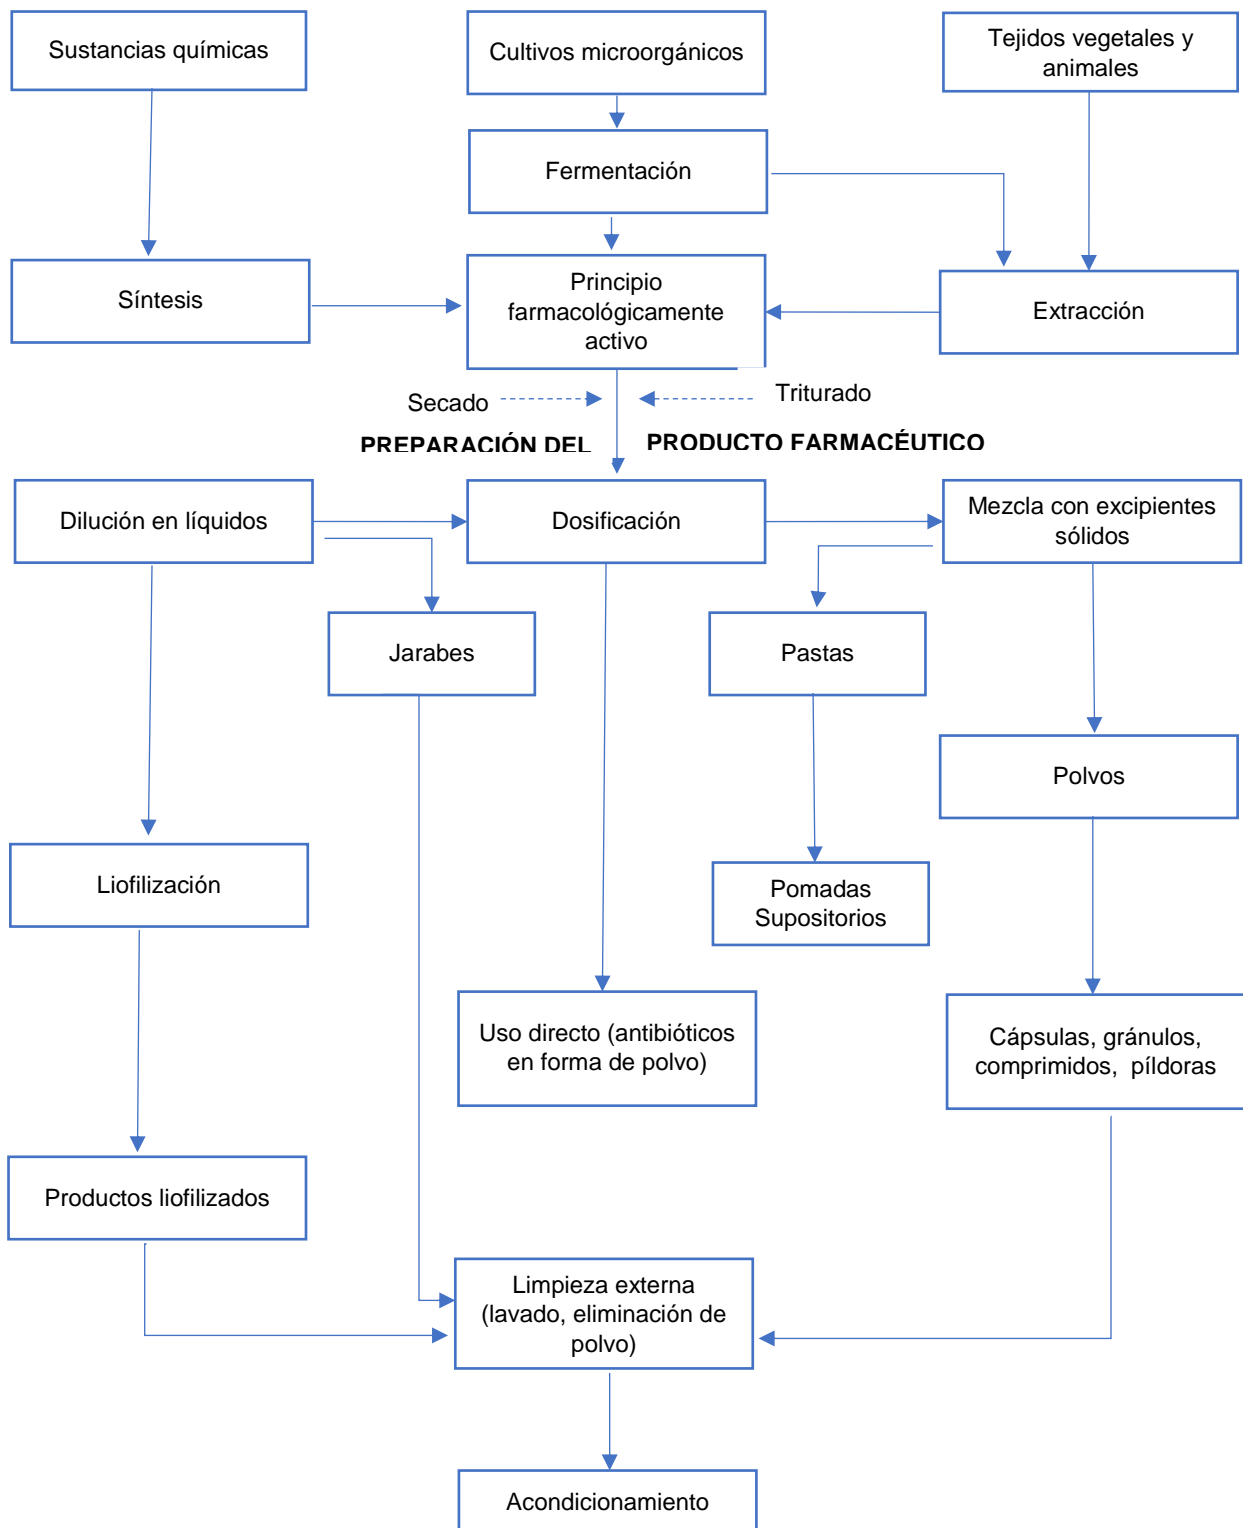 Sustancias químicas
Cultivos microorgánicos
Tejidos vegetales y
animales
Fermentación
Síntesis
Principio
farmacológicamente
activo
Extracción
Secado
Triturado
PREPARACIÓN DEL
PRODUCTO FARMACÉUTICO
Dilución en líquidos
Dosificación
Mezcla con excipientes
sólidos
Jarabes
Pastas
Polvos
Liofilización
Pomadas
Supositorios
Uso directo (antibióticos
en forma de polvo)
Cápsulas, gránulos,
comprimidos, píldoras
Productos liofilizados
Limpieza externa
(lavado, eliminación de
polvo)
Acondicionamiento